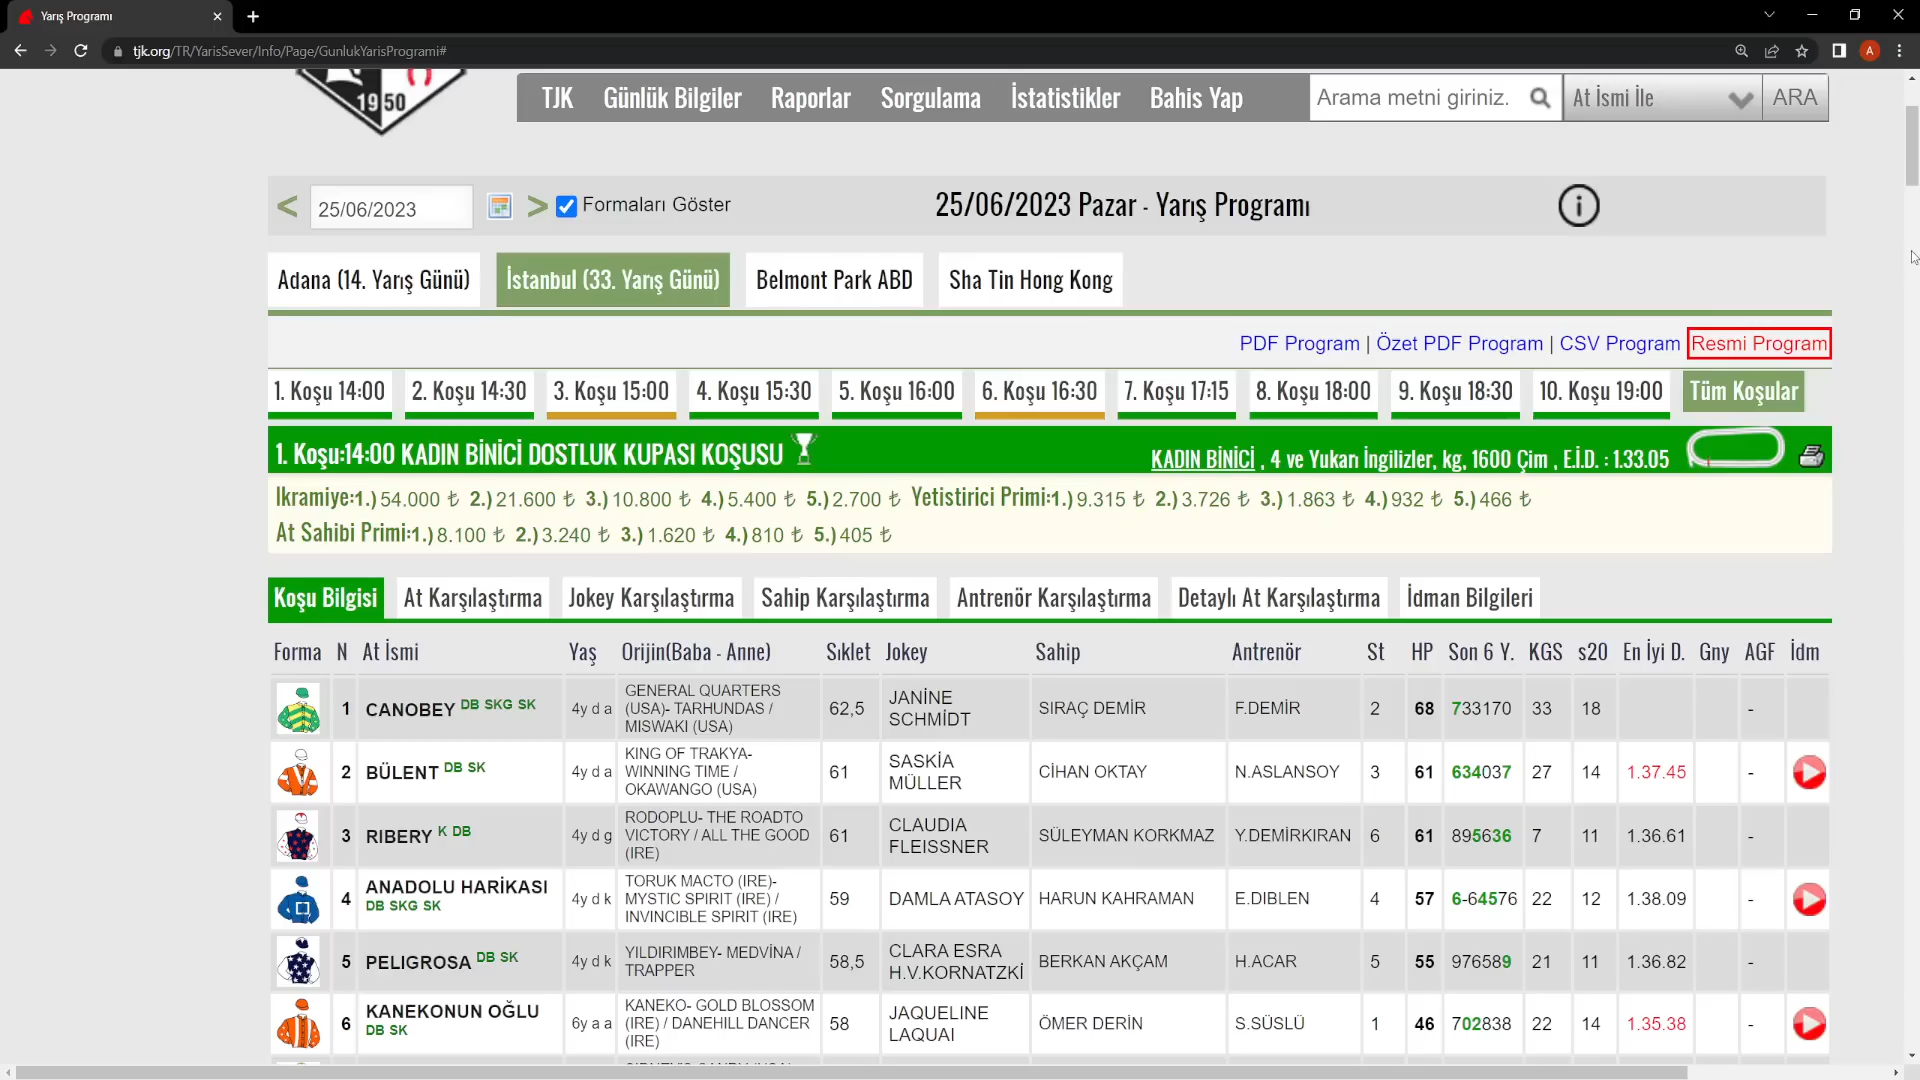 Yarış Programı
tjk.org/TR/YarisSever/Info/Page/GunlukYarisProgrami#
A
1950
TJK Günlük Bilgiler Raporlar Sorgulama İstatistikler Bahis Yap Arama metni giriniz. At İsmi İle ARA
< 25/06/2023 > Formaları Göster 25/06/2023 Pazar - Yarış Programı
Adana (14. Yarış Günü) İstanbul (33. Yarış Günü) Belmont Park ABD Sha Tin Hong Kong
PDF Program | Özet PDF Program | CSV Program Resmi Program
1. Koşu 14:00 2. Koşu 14:30 3. Koşu 15:00 4. Koşu 15:30 5. Koşu 16:00 6. Koşu 16:30 7. Koşu 17:15 8. Koşu 18:00 9. Koşu 18:30 10. Koşu 19:00 Tüm Koşular
1. Koşu:14:00 KADIN BİNİCİ DOSTLUK KUPASI KOŞUSU KADIN BİNİCİ , 4 ve Yukarı İngilizler, kg, 1600 Çim , E.İ.D. : 1.33.05
Ikramiye:1.) 54.000 ₺ 2.) 21.600 ₺ 3.) 10.800 ₺ 4.) 5.400 ₺ 5.) 2.700 ₺ Yetistirici Primi:1.) 9.315 ₺ 2.) 3.726 ₺ 3.) 1.863 ₺ 4.) 932 ₺ 5.) 466 ₺
At Sahibi Primi:1.) 8.100 ₺ 2.) 3.240 ₺ 3.) 1.620 ₺ 4.) 810 ₺ 5.) 405 ₺
Koşu Bilgisi At Karşılaştırma Jokey Karşılaştırma Sahip Karşılaştırma Antrenör Karşılaştırma Detaylı At Karşılaştırma İdman Bilgileri
Forma N At İsmi Yaş Orijin(Baba - Anne) Sıklet Jokey Sahip Antrenör St HP Son 6 Y. KGS s20 En İyi D. Gny AGF İdm
1 CANOBEY DB SKG SK 4y d a GENERAL QUARTERS (USA)- TARHUNDAS / MISWAKI (USA) 62,5 JANİNE SCHMİDT SIRAÇ DEMİR F.DEMİR 2 68 733170 33 18 -
2 BÜLENT DB SK 4y d a KING OF TRAKYA- WINNING TIME / OKAWANGO (USA) 61 SASKİA MÜLLER CİHAN OKTAY N.ASLANSOY 3 61 634037 27 14 1.37.45 -
3 RIBERY K DB 4y d g RODOPLU- THE ROADTO VICTORY / ALL THE GOOD (IRE) 61 CLAUDIA FLEISSNER SÜLEYMAN KORKMAZ Y.DEMİRKIRAN 6 61 895636 7 11 1.36.61 -
4 ANADOLU HARİKASI DB SKG SK 4y d k TORUK MACTO (IRE)- MYSTIC SPIRIT (IRE) / INVINCIBLE SPIRIT (IRE) 59 DAMLA ATASOY HARUN KAHRAMAN E.DIBLEN 4 57 6-64576 22 12 1.38.09 -
5 PELIGROSA DB SK 4y d k YILDIRIMBEY- MEDVİNA / TRAPPER 58,5 CLARA ESRA H.V.KORNATZKİ BERKAN AKÇAM H.ACAR 5 55 976589 21 11 1.36.82 -
6 KANEKONUN OĞLU DB SK 6y a a KANEKO- GOLD BLOSSOM (IRE) / DANEHILL DANCER (IRE) 58 JAQUELINE LAQUAI ÖMER DERİN S.SÜSLÜ 1 46 702838 22 14 1.35.38 -